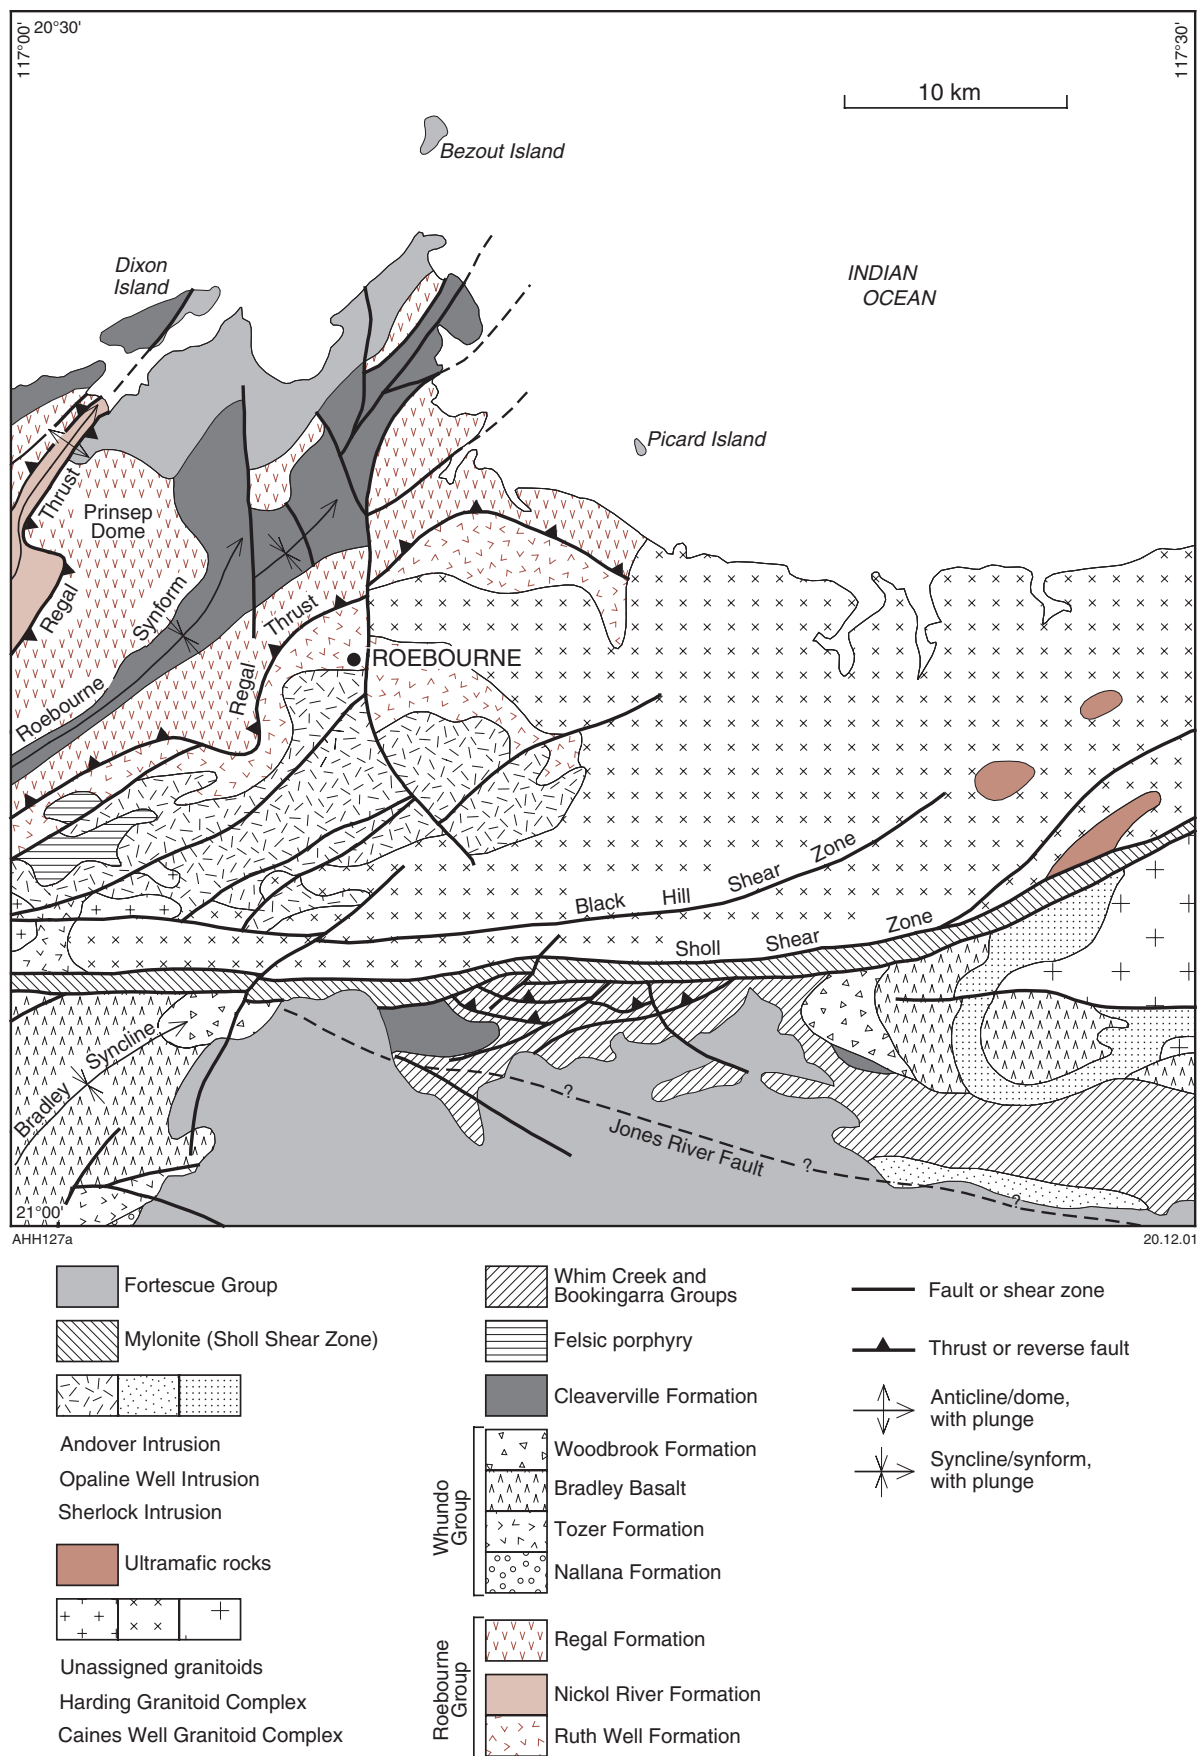 117°00'
20°30'
117°30'
10 km
Bezout Island
Dixon
Island
INDIAN
OCEAN
Picard Island
Thrust
Prinsep
Dome
Regal
Synform
Roebourne
Thrust
Regal
ROEBOURNE
Black Hill Shear Zone
Sholl Shear Zone
Bradley Syncline
?
Jones River Fault
?
?
21°00'
AHH127a
20.12.01
Fortescue Group
Mylonite (Sholl Shear Zone)
Andover Intrusion
Opaline Well Intrusion
Sherlock Intrusion
Ultramafic rocks
Unassigned granitoids
Harding Granitoid Complex
Caines Well Granitoid Complex
Whim Creek and
Bookingarra Groups
Felsic porphyry
Cleaverville Formation
Whundo
Group
Woodbrook Formation
Bradley Basalt
Tozer Formation
Nallana Formation
Roebourne
Group
Regal Formation
Nickol River Formation
Ruth Well Formation
Fault or shear zone
Thrust or reverse fault
Anticline/dome,
with plunge
Syncline/synform,
with plunge